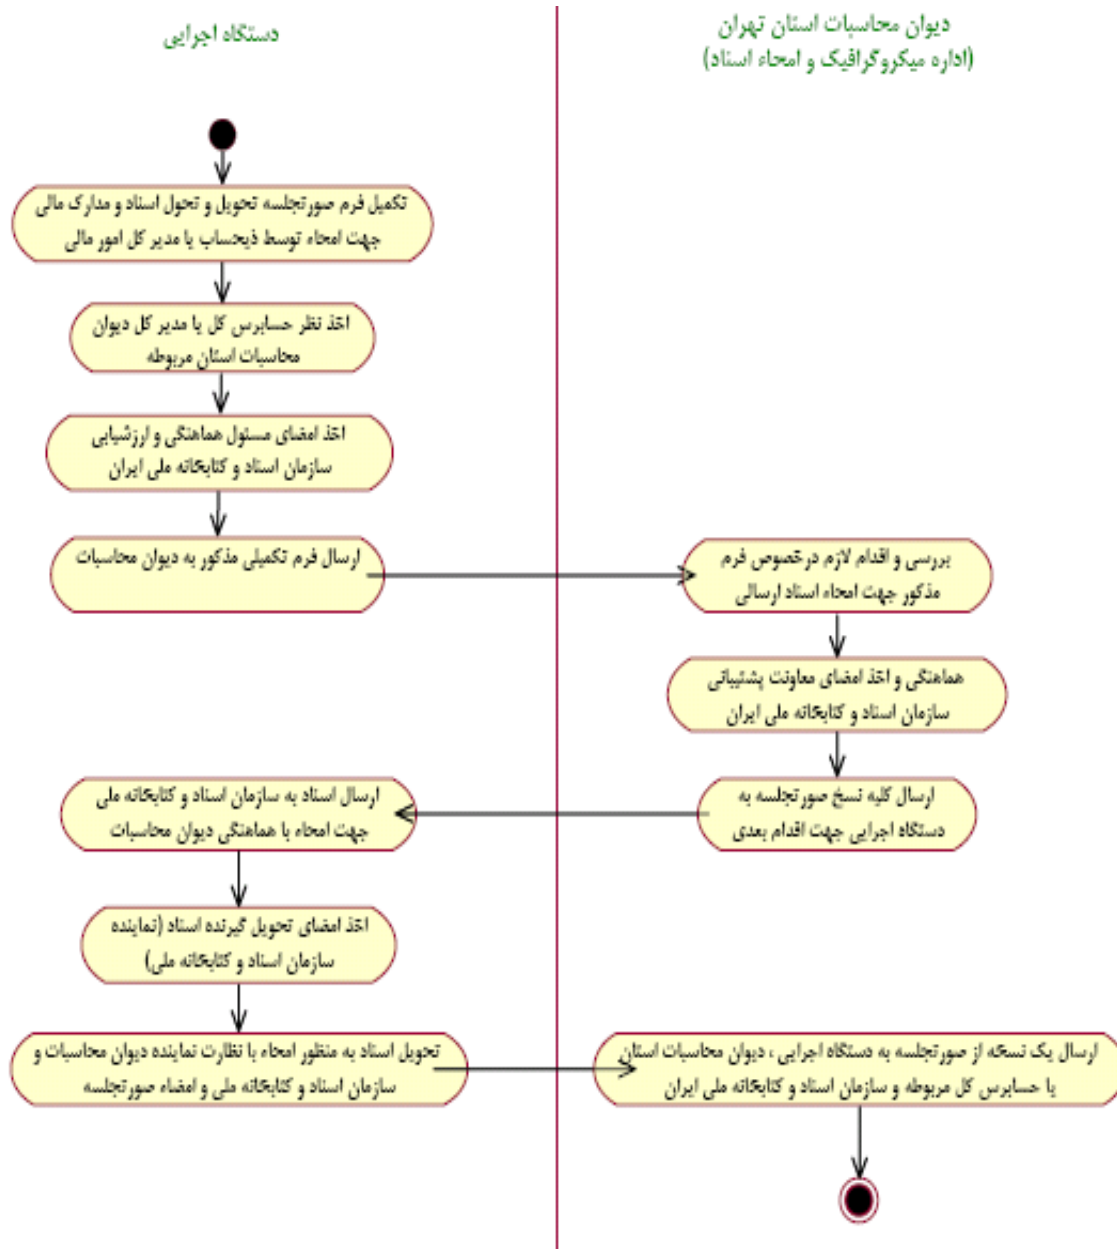 دستگاه اجرایی
دیوان محاسبات استان تهران
(اداره میکروگرافیک و امحاء اسناد)
تکمیل فرم صورتجلسه تحویل و تحول اسناد و مدارک مالی
جهت امحاء توسط ذیحساب یا مدیر کل امور مالی
اخذ نظر حسابرس کل یا مدیر کل دیوان
محاسبات استان مربوطه
اخذ امضای مسئول هماهنگی و ارزشیابی
سازمان اسناد و کتابخانه ملی ایران
ارسال فرم تکمیلی مذکور به دیوان محاسبات
بررسی و اقدام لازم درخصوص فرم
مذکور جهت امحاء اسناد ارسالی
هماهنگی و اخذ امضای معاونت پشتیبانی
سازمان اسناد و کتابخانه ملی ایران
ارسال کلیه نسخ صورتجلسه به
دستگاه اجرایی جهت اقدام بعدی
ارسال اسناد به سازمان اسناد و کتابخانه ملی
جهت امحاء با هماهنگی دیوان محاسبات
اخذ امضای تحویل گیرنده اسناد (نماینده
سازمان اسناد و کتابخانه ملی)
تحویل اسناد به منظور امحاء با نظارت نماینده دیوان محاسبات و
سازمان اسناد و کتابخانه ملی و امضاء صورتجلسه
ارسال یک نسخه از صورتجلسه به دستگاه اجرایی ، دیوان محاسبات استان
یا حسابرس کل مربوطه و سازمان اسناد و کتابخانه ملی ایران